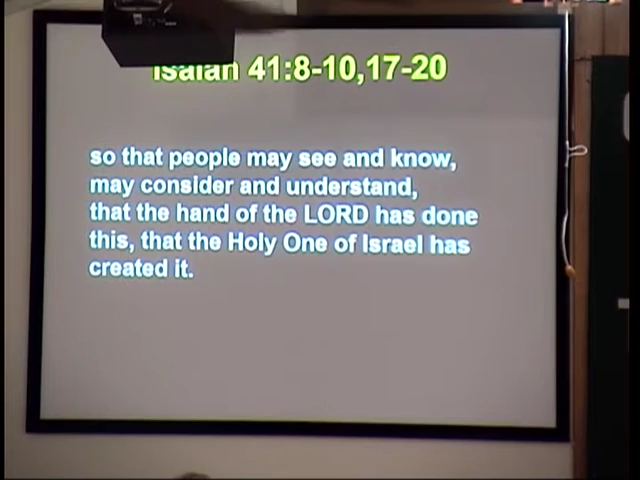 Isaiah 41:8-10,17-20
so that people may see and know,
may consider and understand,
that the hand of the LORD has done
this, that the Holy One of Israel has
created it.